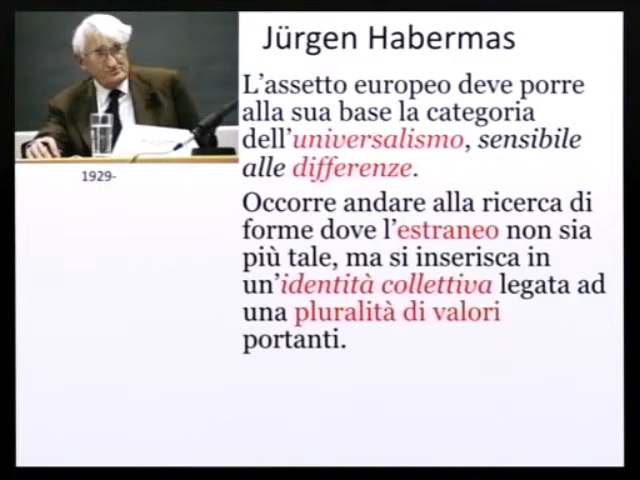 Jürgen Habermas
L'assetto europeo deve porre
alla sua base la categoria
dell'universalismo, sensibile
alle differenze.
Occorre andare alla ricerca di
forme dove l'estraneo non sia
più tale, ma si inserisca in
un'identità collettiva legata ad
una pluralità di valori
portanti.
1929-